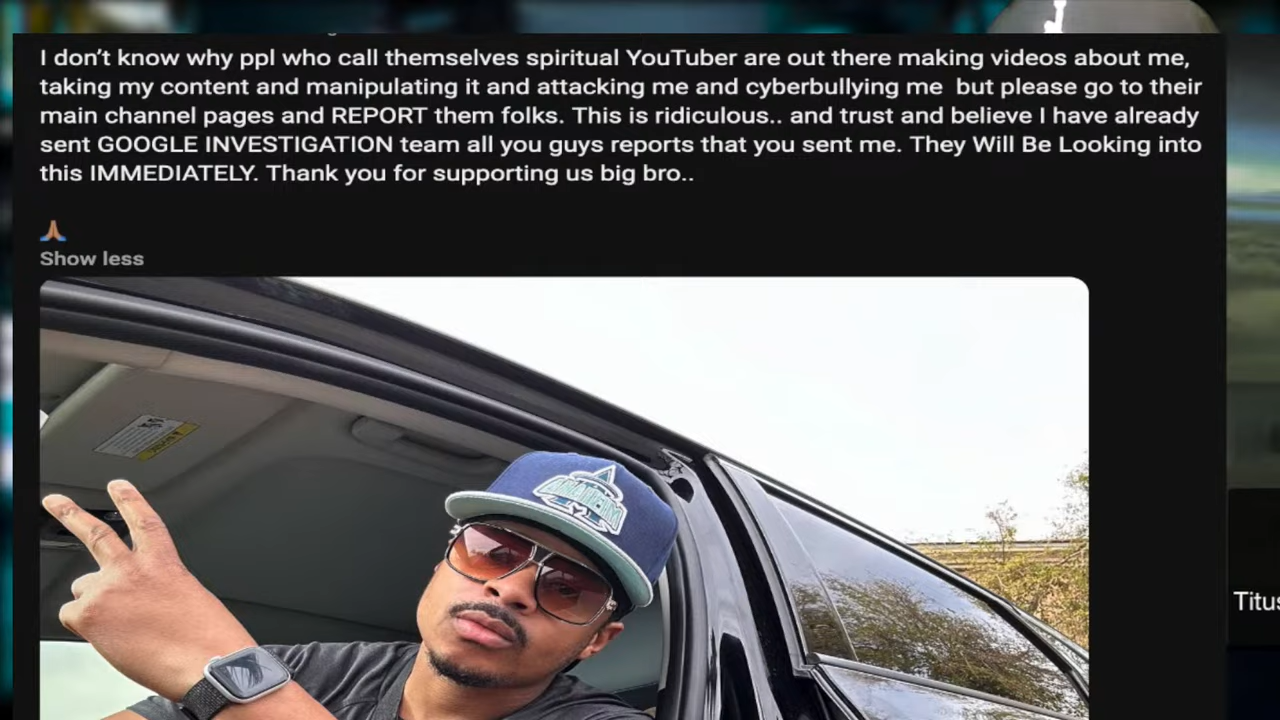 I don't know why ppl who call themselves spiritual YouTuber are out there making videos about me,
taking my content and manipulating it and attacking me and cyberbullying me  but please go to their
main channel pages and REPORT them folks. This is ridiculous.. and trust and believe I have already
sent GOOGLE INVESTIGATION team all you guys reports that you sent me. They Will Be Looking into
this IMMEDIATELY. Thank you for supporting us big bro..
🙏🏽
Show less
ANAHEIM
Titus